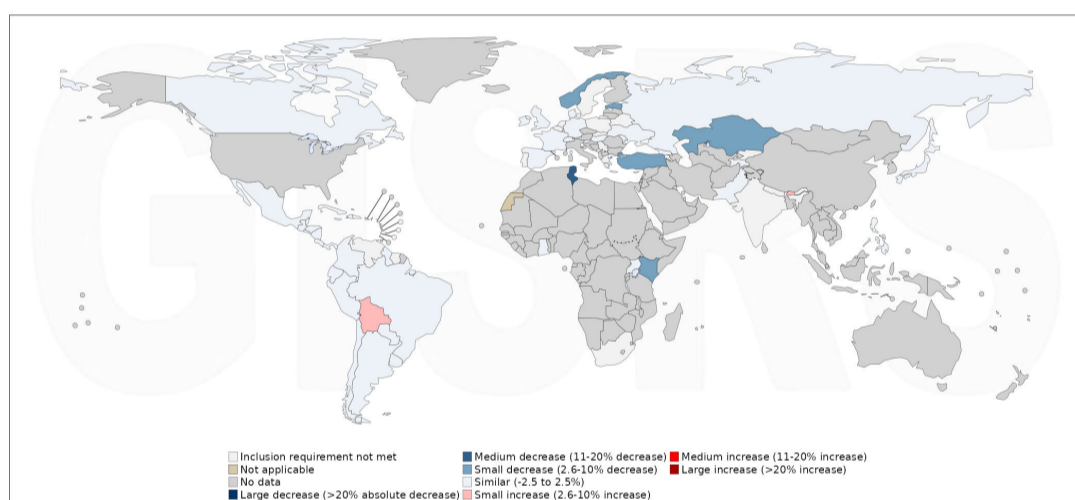 GISRS
Inclusion requirement not met
Not applicable
No data
Large decrease (>20% absolute decrease)
Medium decrease (11-20% decrease)
Small decrease (2.6-10% decrease)
Similar (-2.5 to 2.5%)
Small increase (2.6-10% increase)
Medium increase (11-20% increase)
Large increase (>20% increase)